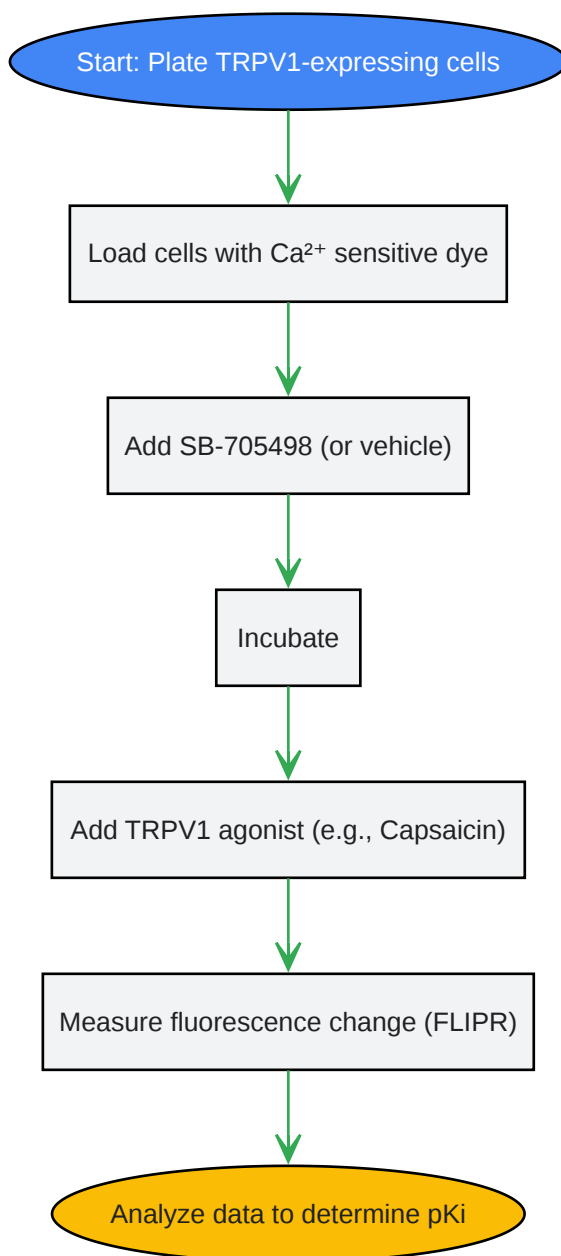 Start: Plate TRPV1-expressing cells
Load cells with Ca²⁺ sensitive dye
Add SB-705498 (or vehicle)
Incubate
Add TRPV1 agonist (e.g., Capsaicin)
Measure fluorescence change (FLIPR)
Analyze data to determine pKi